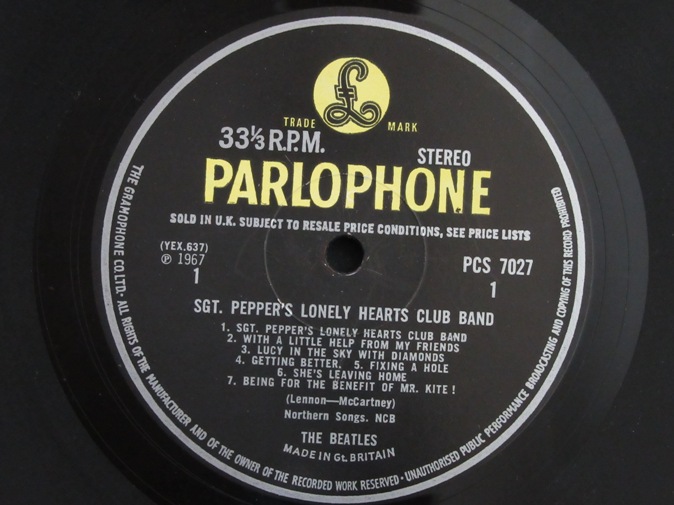 £
TRADE MARK
33⅓ R.P.M.
STEREO
PARLOPHONE
SOLD IN U.K. SUBJECT TO RESALE PRICE CONDITIONS, SEE PRICE LISTS
(YEX.637)
℗ 1967
1
PCS 7027
1
SGT. PEPPER'S LONELY HEARTS CLUB BAND
1. SGT. PEPPER'S LONELY HEARTS CLUB BAND
2. WITH A LITTLE HELP FROM MY FRIENDS
3. LUCY IN THE SKY WITH DIAMONDS
4. GETTING BETTER. 5. FIXING A HOLE
6. SHE'S LEAVING HOME
7. BEING FOR THE BENEFIT OF MR. KITE !
(Lennon—McCartney)
Northern Songs. NCB
THE BEATLES
MADE IN Gt. BRITAIN
THE GRAMOPHONE CO. LTD. · ALL RIGHTS OF THE MANUFACTURER AND OF THE OWNER OF THE RECORDED WORK RESERVED · UNAUTHORISED PUBLIC PERFORMANCE BROADCASTING AND COPYING OF THIS RECORD PROHIBITED